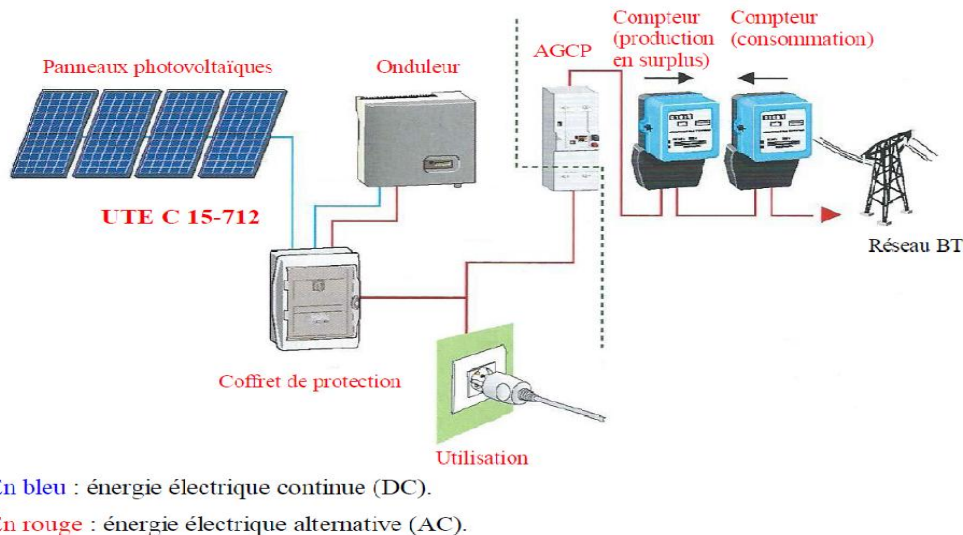 Compteur
(production
en surplus)
Compteur
(consommation)
AGCP
Panneaux photovoltaïques
Onduleur
UTE C 15-712
Réseau BT
Coffret de protection
Utilisation
En bleu : énergie électrique continue (DC).
En rouge : énergie électrique alternative (AC).